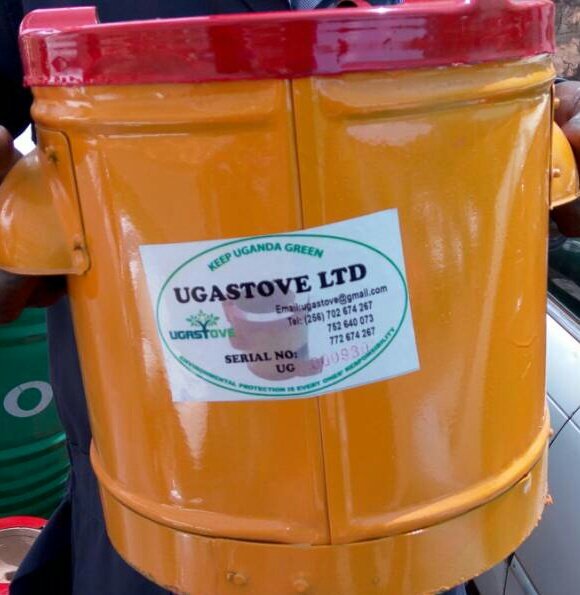 KEEP UGANDA GREEN
UGASTOVE LTD
Email:ugastove@gmail.com
Tel: (256) 702 674 267
752 640 073
772 674 267
UGASTOVE
SERIAL NO:
UG
ENVIRONMENTAL PROTECTION IS EVERY ONES' RESPONSIBILITY
O